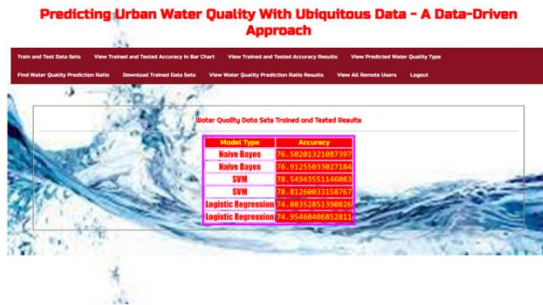 Predicting Urban Water Quality With Ubiquitous Data - A Data-Driven
Approach
Train and Test Data Sets View Trained and Tested Accuracy in Bar Chart View Trained and Tested Accuracy Results View Predicted Water Quality Type
Find Water Quality Prediction Ratio Download Trained Data Sets View Water Quality Prediction Ratio Results View All Remote Users Logout
Water Quality Data Sets Trained and Tested Results
Model Type Accuracy
Naive Bayes 76.50201321087397
Naive Bayes 76.91255033027184
SVM 78.54943551146083
SVM 78.81260033158767
Logistic Regression 74.08352851390826
Logistic Regression 74.95460406852811